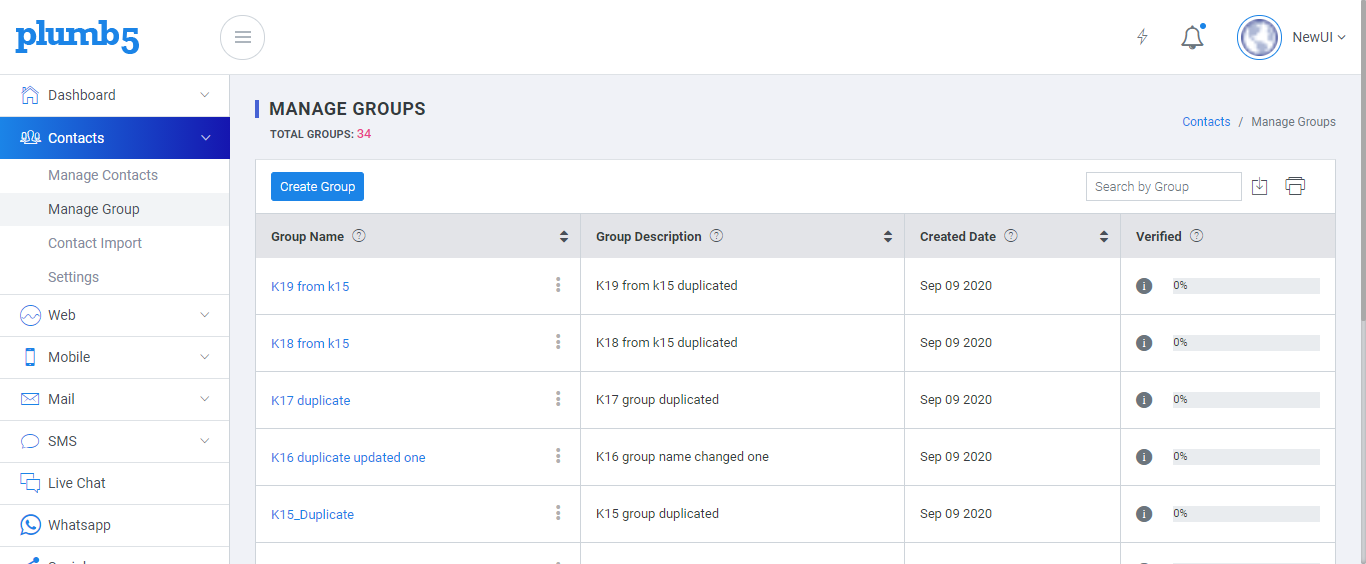 plumb5
NewUI
Dashboard
Contacts
Manage Contacts
Manage Group
Contact Import
Settings
Web
Mobile
Mail
SMS
Live Chat
Whatsapp
MANAGE GROUPS
TOTAL GROUPS: 34
Contacts / Manage Groups
Create Group
Search by Group
Group Name Group Description Created Date Verified
K19 from k15 K19 from k15 duplicated Sep 09 2020 0%
K18 from k15 K18 from k15 duplicated Sep 09 2020 0%
K17 duplicate K17 group duplicated Sep 09 2020 0%
K16 duplicate updated one K16 group name changed one Sep 09 2020 0%
K15_Duplicate K15 group duplicated Sep 09 2020 0%